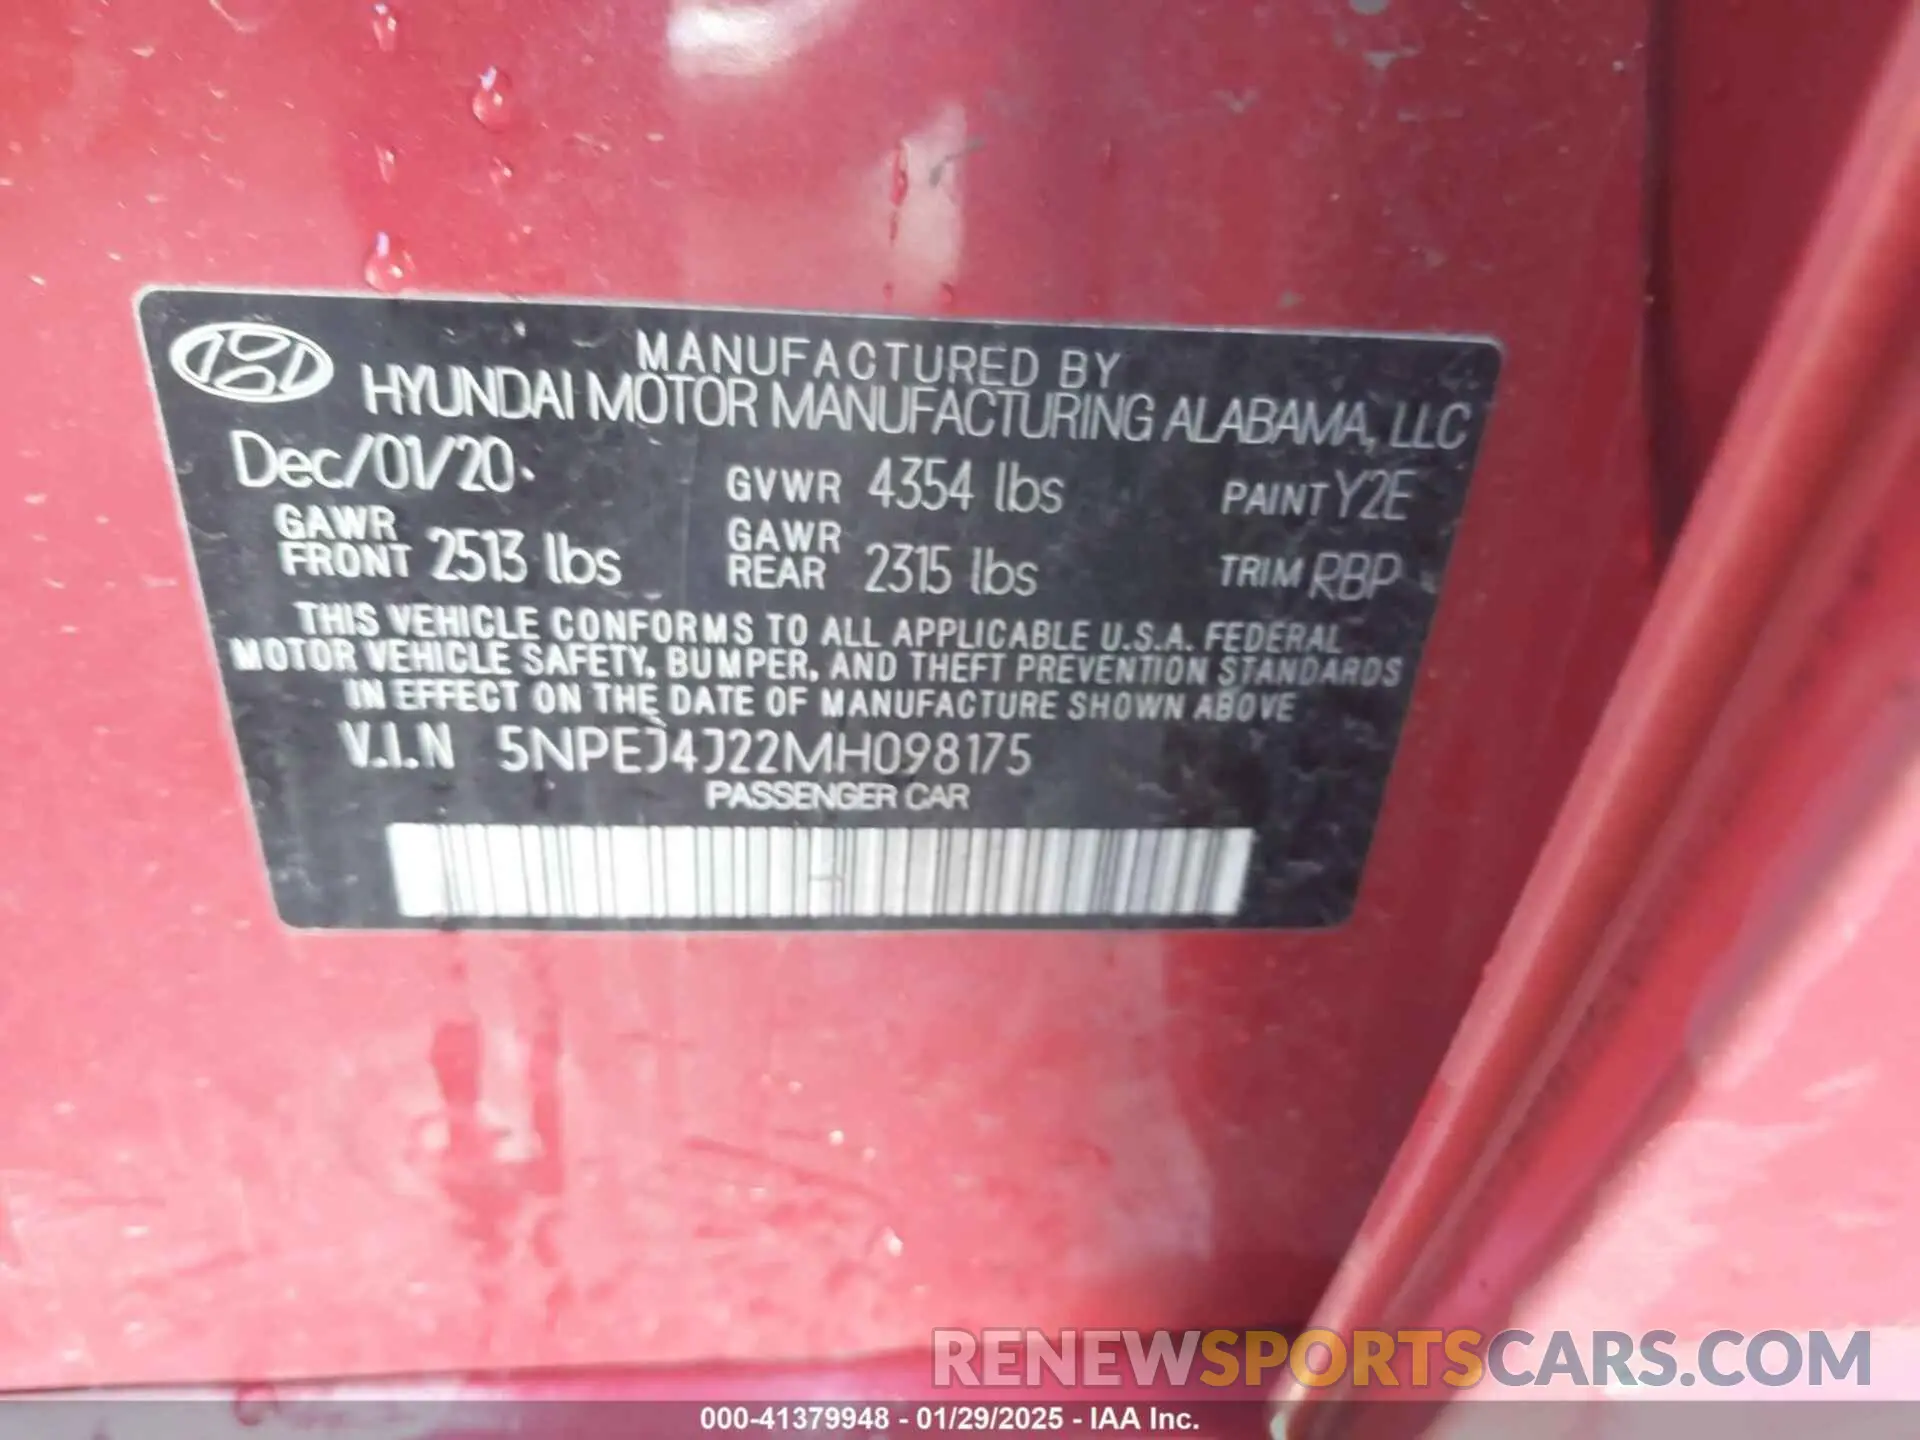 MANUFACTURED BY
HYUNDAI MOTOR MANUFACTURING ALABAMA, LLC
Dec/01/20 GVWR 4354 lbs PAINT Y2E
GAWR FRONT 2513 lbs GAWR REAR 2315 lbs TRIM RBP
THIS VEHICLE CONFORMS TO ALL APPLICABLE U.S.A. FEDERAL
MOTOR VEHICLE SAFETY, BUMPER, AND THEFT PREVENTION STANDARDS
IN EFFECT ON THE DATE OF MANUFACTURE SHOWN ABOVE
V.I.N 5NPEJ4J22MH098175
PASSENGER CAR
RENEWSPORTSCARS.COM
000-41379948 - 01/29/2025 - IAA Inc.